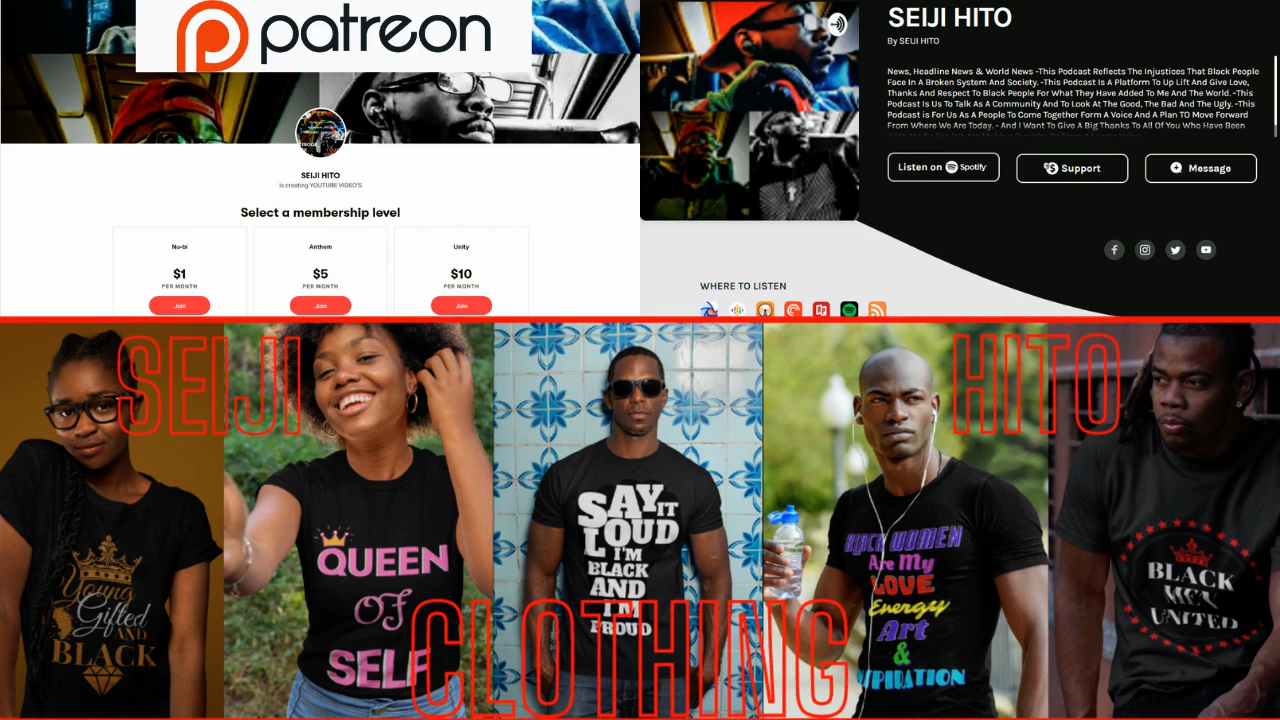 patreon
SEIJI HITO
is creating YOUTUBE VIDEO'S
Select a membership level
Nu-bi
Anthem
Unity
$1
$5
$10
PER MONTH
PER MONTH
PER MONTH
Join
Join
Join
SEIJI HITO
By SEIJI HITO
News, Headline News & World News -This Podcast Reflects The Injustices That Black People
Face In A Broken System And Society. -This Podcast Is A Platform To Up Lift And Give Love,
Thanks And Respect To Black People For What They Have Added To Me And The World. -This
Podcast Is Us To Talk As A Community And To Look At The Good, The Bad And The Ugly. -This
Podcast is For Us As A People To Come Together Form A Voice And A Plan TO Move Forward
From Where We Are Today. - And I Want To Give A Big Thanks To All Of You Who Have Been
Listen on Spotify
Support
Message
WHERE TO LISTEN
SEIJI
HITO
CLOTHING
Young
Gifted
AND
BLACK
QUEEN
OF
SELF
SAY IT
LOUD
I'M
BLACK
AND
I'M
PROUD
BLACK WOMEN
Are My
LOVE
Energy
Art
&
INSPIRATION
BLACK
MEN
UNITED